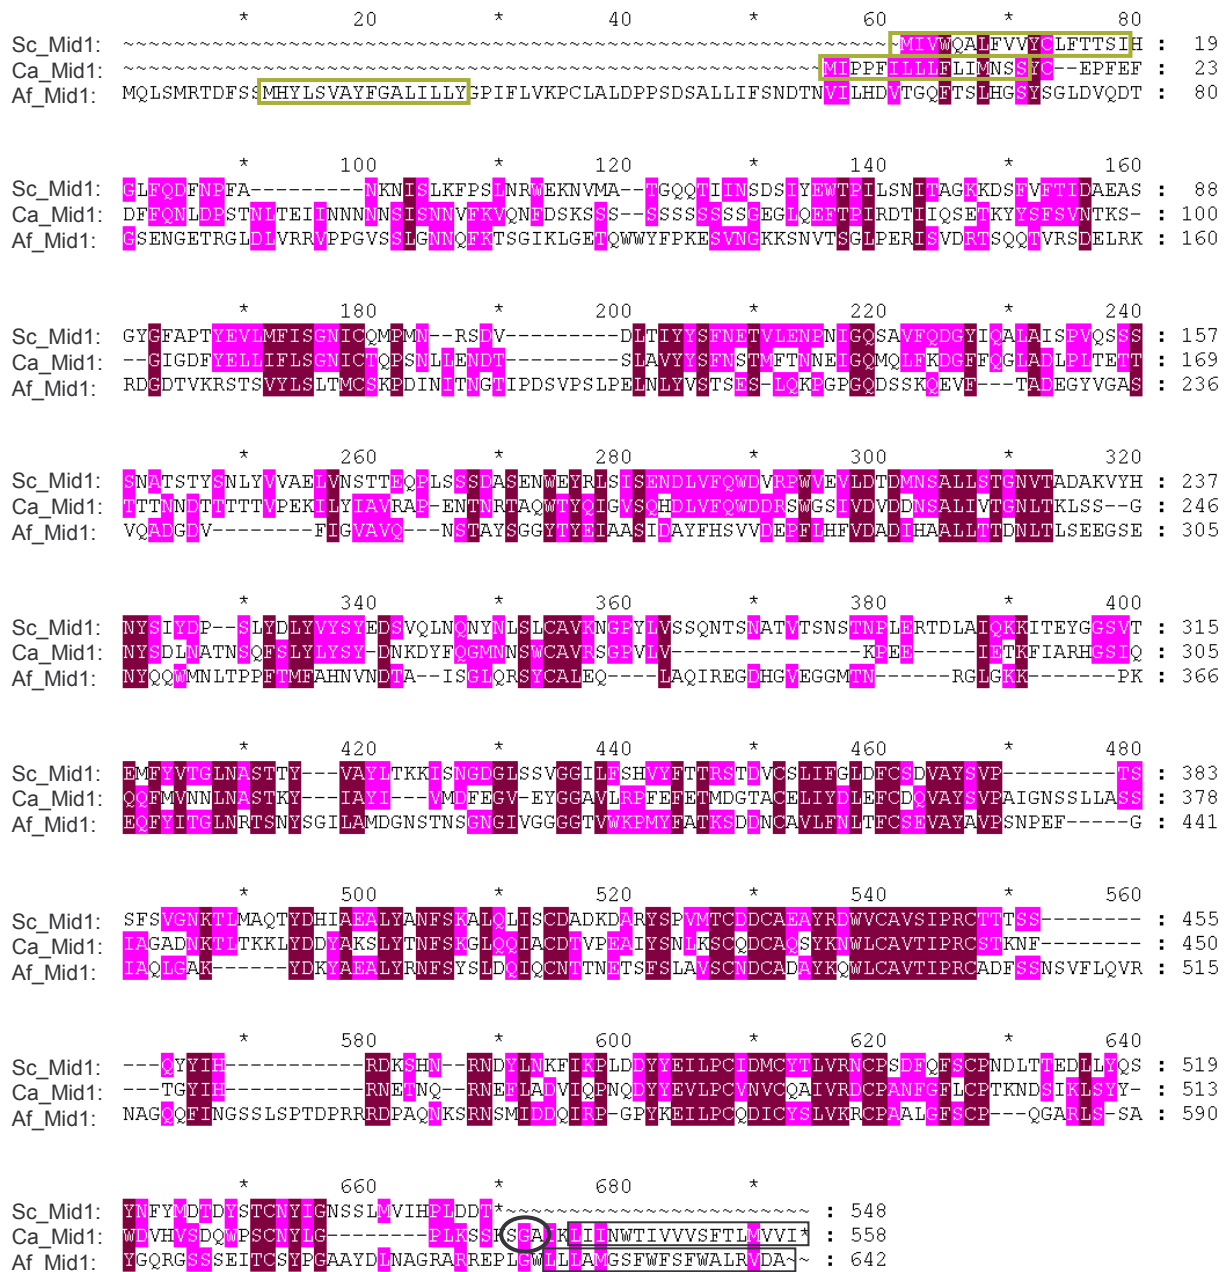 * 20 * 40 * 60 * 80
Sc_Mid1: ~~~~~~~~~~~~~~~~~~~~~~~~~~~~~~~~~~~~~~~~~~~~~~~~~~~~~~~~~~~~~MIVWQALFVVYCLFTTSIH : 19
Ca_Mid1: ~~~~~~~~~~~~~~~~~~~~~~~~~~~~~~~~~~~~~~~~~~~~~~~~~~~~~~~MIPPFILLLFLIMNSSYC--EPFEF : 23
Af_Mid1: MQLSMRTDFSSMHYLSVAYFGALILLYGPIFLVKPCLALDPPSDSALLIFSNDTNVILHDVTGQFTSLHGSYSGLDVQDT : 80
* 100 * 120 * 140 * 160
Sc_Mid1: GLFQDFNPFA---------NKNISLKFPSLNRWEKNVMA--TGQQTIINSDSIYEWTPILSNITAGKKDSFVFTIDAEAS : 88
Ca_Mid1: DFFQNLDPSTNLTEIINNNNNSISNNVFKVQNFDSKSSS--SSSSSSSSGEGLQEFTPIRDTIIQSETKYYSFSVNTKS- : 100
Af_Mid1: GSENGETRGLDLVRRVPPGVSSLGNNQFKTSGIKLGETQWWYFPKESVNGKKSNVTSGLPERISVDRTSQQTVRSDELRK : 160
* 180 * 200 * 220 * 240
Sc_Mid1: GYGFAPTYEVLMFISGNICQMPMN--RSDV---------DLTIYYSFNETVLENPNIGQSAVFQDGYIQALAISPVQSSS : 157
Ca_Mid1: --GIGDFYELLIFLSGNICTQPSNLLENDT---------SLAVYYSFNSTMFTNNEIGQMQLFKDGFFQGLADLPLTETT : 169
Af_Mid1: RDGDTVKRSTSVYLSLTMCSKPDINITNGTIPDSVPSLPELNLYVSTSES-LQKPGPGQDSSKQEVF---TADEGYVGAS : 236
* 260 * 280 * 300 * 320
Sc_Mid1: SNATSTYSNLYVVAELVNSTTEQPLSSSDASENWEYRLSISENDLVFQWDVRPWVEVLDTDMNSALLSTGNVTADAKVYH : 237
Ca_Mid1: TTTNNDTTTTTVPEKILYIAVRAP-ENTNRTAQWTYQIGVSQHDLVFQWDDRSWGSIVDVDDNSALIVTGNLTKLSS--G : 246
Af_Mid1: VQADGDV-------FIGVAVQ---NSTAYSGGYTYEIAASIDAYFHSVVDEPFLHFVDADIHAALLTTDNLTLSEEGSE : 305
* 340 * 360 * 380 * 400
Sc_Mid1: NYSIYDP--SLYDLYVYSYEDSVQLNQNYNLSLCAVKNGPYLVSSQNTSNATVTSNSTNPLERTDLAIQKKITEYGGSVT : 315
Ca_Mid1: NYSDLNATNSQFSLYLYSY-DNKDYFQGMNNSWCAVRSGPVLV---------------KPEE-----IETKFIARHGSIQ : 305
Af_Mid1: NYQQWMNLTPPFTMFAHNVNDTA--ISGLQRSYCALEQ----LAQIREGDHGVEGGMTN------RGLGKK-------PK : 366
* 420 * 440 * 460 * 480
Sc_Mid1: EMFYVTGLNASTTY---VAYLTKKISNGDGLSSVGGILFSHVYFTTRSTDVCSLIFGLDFCSDVAYSVP---------TS : 383
Ca_Mid1: QQFMVNNLNASTKY---IAYI---VMDFEGV-EYGGAVLRPFEFETMDGTACELIYDLEFCDQVAYSVPAIGNSSLLASS : 378
Af_Mid1: EQFYITGLNRTSNYSGILAMDGNSTNSGNGIVGGGGTVWKPMYFATKSDDNCAVLFNLTFCSEVAYAVPSNPEF-----G : 441
* 500 * 520 * 540 * 560
Sc_Mid1: SFSVGNKTLMAQTYDHIAEALYANFSKALQLISCDADKDARYSPVMTCDDCAEAYRDWVCAVSIPRCTTTSS-------- : 455
Ca_Mid1: IAGADNKTLTKKLYDDYAKSLYTNFSKGLQQIACDTVPEAIYSNLKSCQDCAQSYKNWLCAVTIPRCSTKNF-------- : 450
Af_Mid1: IAQLGAK------YDKYAEALYRNFSYSLDQIQCNTTNETSFSLAVSCNDCADAYKQWLCAVTIPRCADFSSNSVFLQVR : 515
* 580 * 600 * 620 * 640
Sc_Mid1: ---QYYIH-----------RDKSHN--RNDYLNKFIKPLDDYYEILPCIDMCYTLVRNCPSDFQFSCPNDLTTEDLLYQS : 519
Ca_Mid1: ---TGYIH-----------RNETNQ--RNEFLADVIQPNQDYYEVLPCVNVCQAIVRDCPANFGFLCPTKNDSIKLSYY- : 513
Af_Mid1: NAGQQFINGSSLSPTDPRRRDPAQNKSRNSMIDDQIRP-GPYKEILPCQDICYSLVKRCPAALGFSCP---QGARLS-SA : 590
660 * 680
Sc_Mid1: YNFYMDTDYSTCNYIGNSSLMVIHPLDDT*~~~~~~~~~~~~~~~~~~~~~~~~ : 548
Ca_Mid1: WDVHVSDQWPSCNYLG-------PLKSSKSGAIKLIINWTIVVVSFTLMVVI* : 558
Af_Mid1: YGQRGSSSEITCSYPGAAYDLNAGRARREPLGWLLLAMGSFWFSFWALRVDA~~ : 642